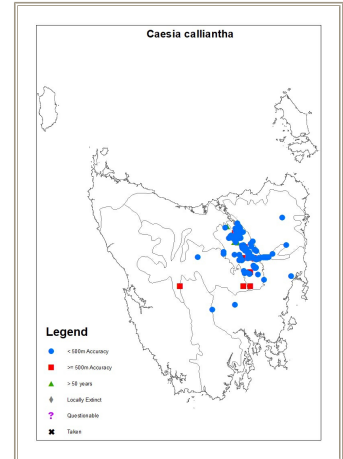 Caesia calliantha
Legend
< 500m Accuracy
>= 500m Accuracy
> 50 years
Locally Extinct
Questionable
Taken